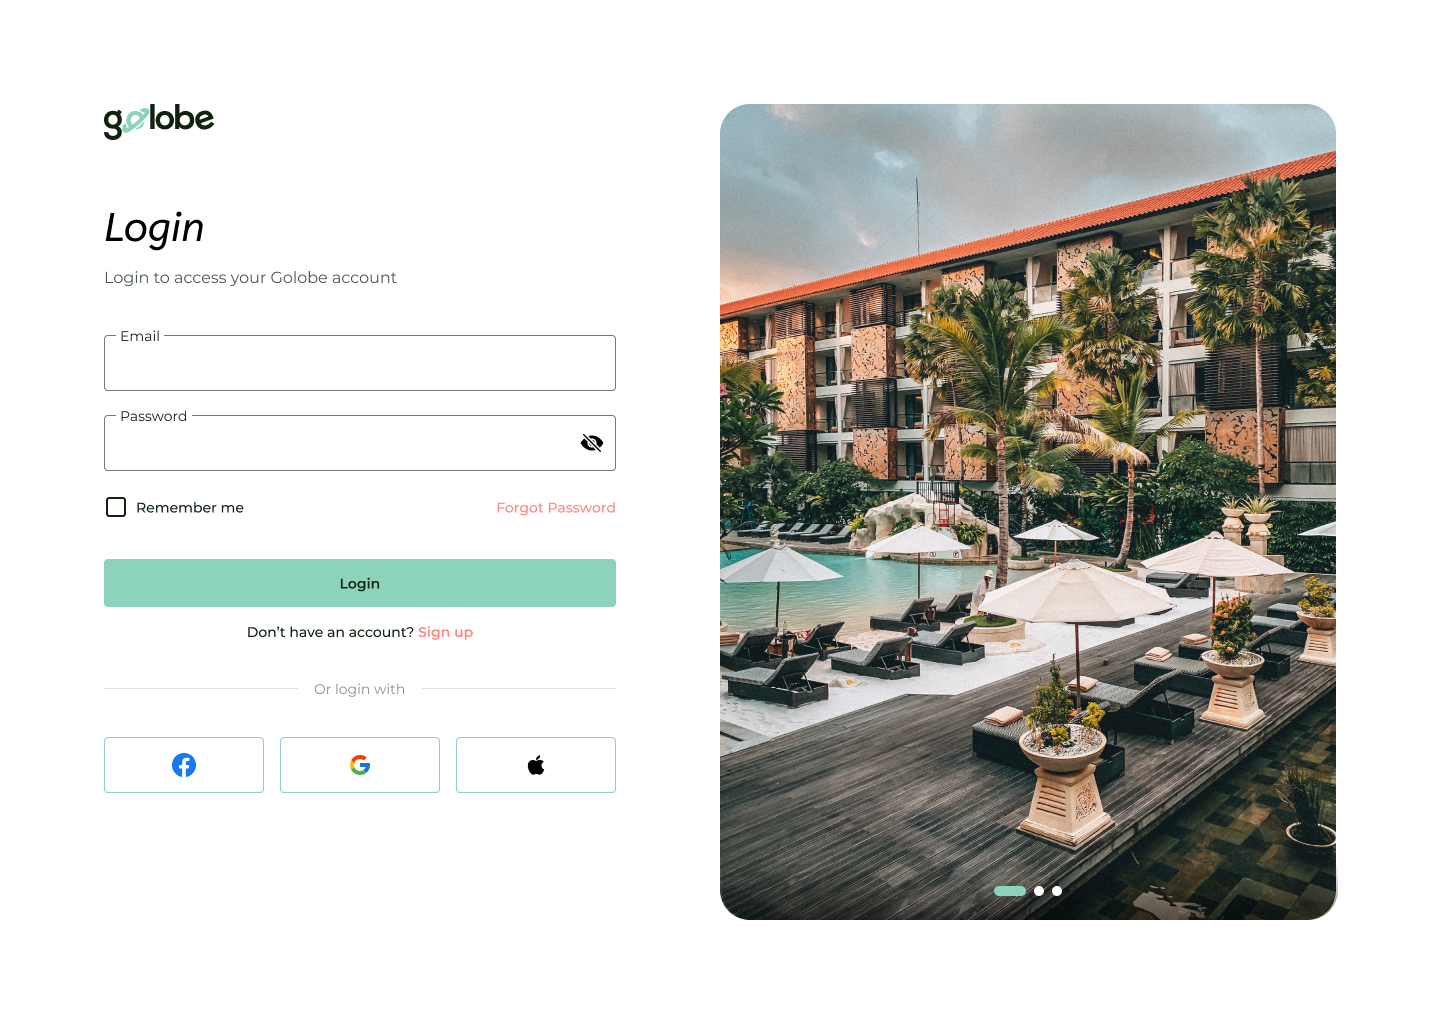 golobe
Login
Login to access your Golobe account
Email
Password
Remember me
Forgot Password
Login
Don’t have an account? Sign up
Or login with